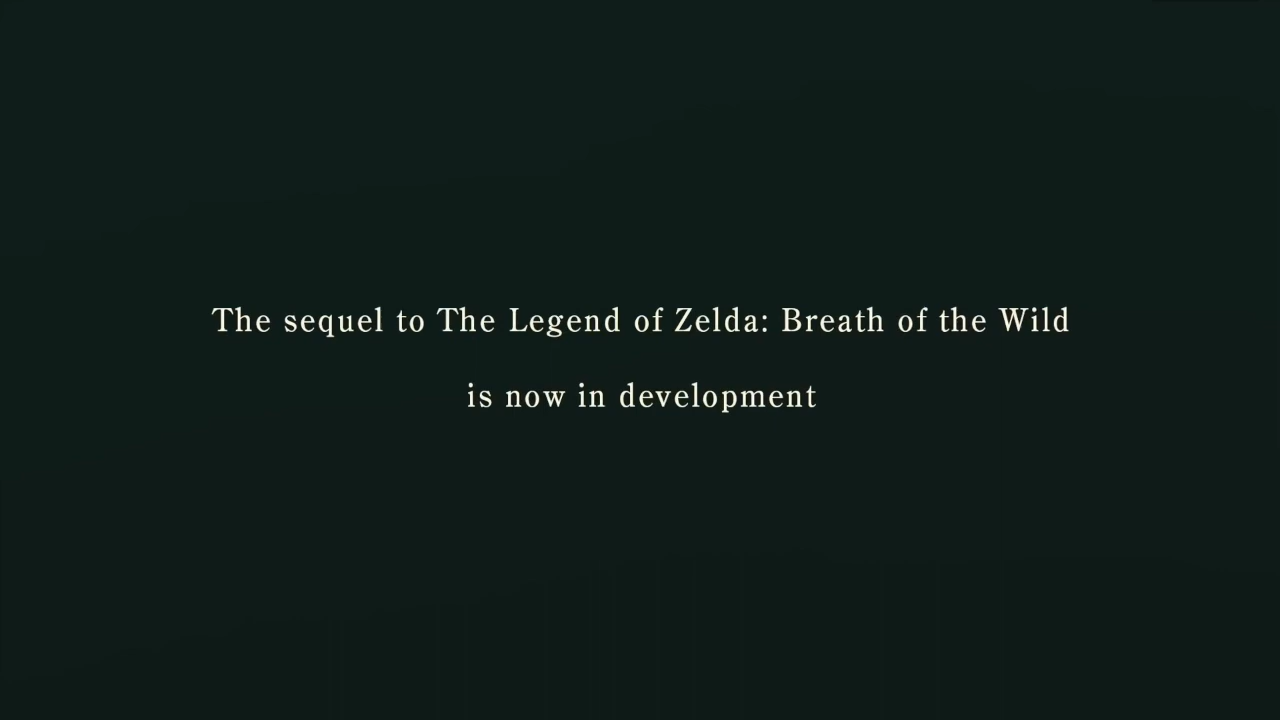 The sequel to The Legend of Zelda: Breath of the Wild
is now in development